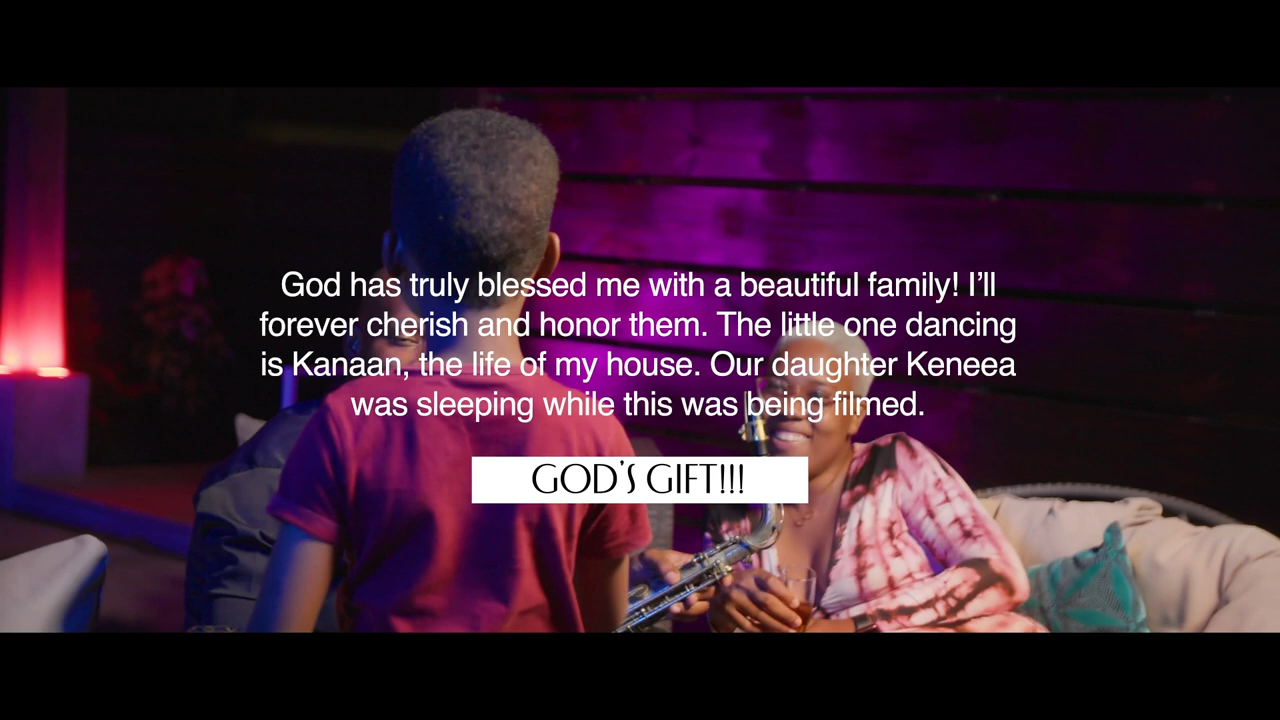 God has truly blessed me with a beautiful family! I’ll
forever cherish and honor them. The little one dancing
is Kanaan, the life of my house. Our daughter Keneea
was sleeping while this was being filmed.
GOD’S GIFT!!!